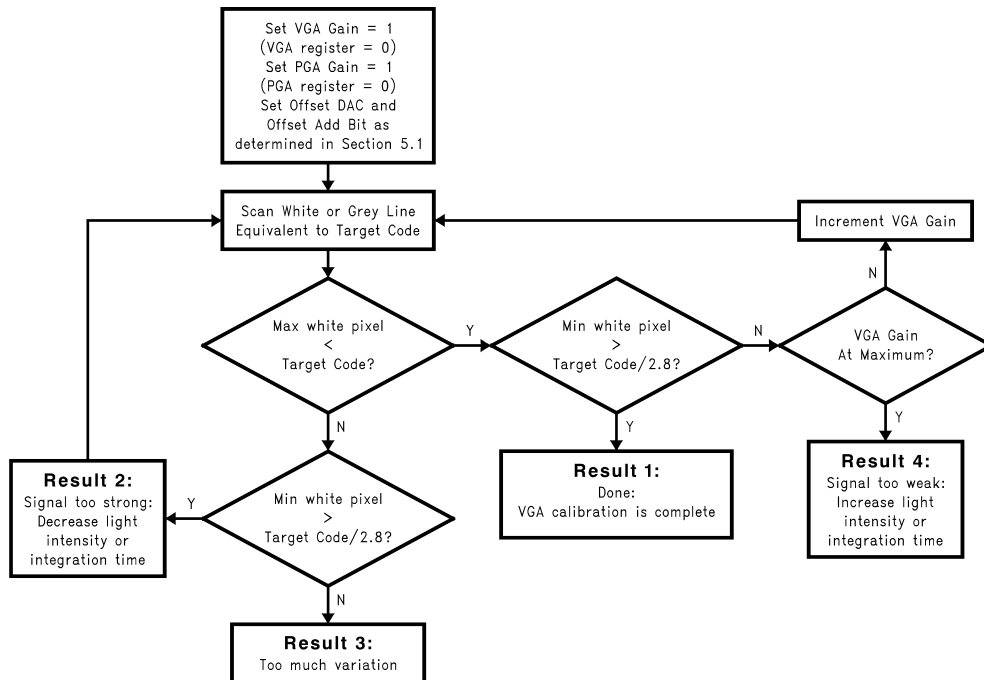 Set VGA Gain = 1
(VGA register = 0)
Set PGA Gain = 1
(PGA register = 0)
Set Offset DAC and
Offset Add Bit as
determined in Section 5.1
Scan White or Grey Line
Equivalent to Target Code
Increment VGA Gain
N
Max white pixel
<
Target Code?
Y
Min white pixel
>
Target Code/2.8?
N
VGA Gain
At Maximum?
N
Y
Y
Result 2:
Signal too strong:
Decrease light
intensity or
integration time
Y
Min white pixel
>
Target Code/2.8?
Result 1:
Done:
VGA calibration is complete
Result 4:
Signal too weak:
Increase light
intensity or
integration time
N
Result 3:
Too much variation